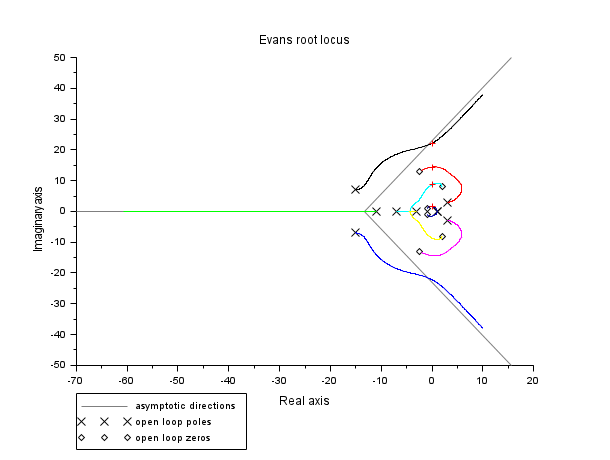 Evans root locus
50
40
30
20
10
0
-10
-20
-30
-40
-50
Imaginary axis
-70 -60 -50 -40 -30 -20 -10 0 10 20
Real axis
asymptotic directions
open loop poles
open loop zeros